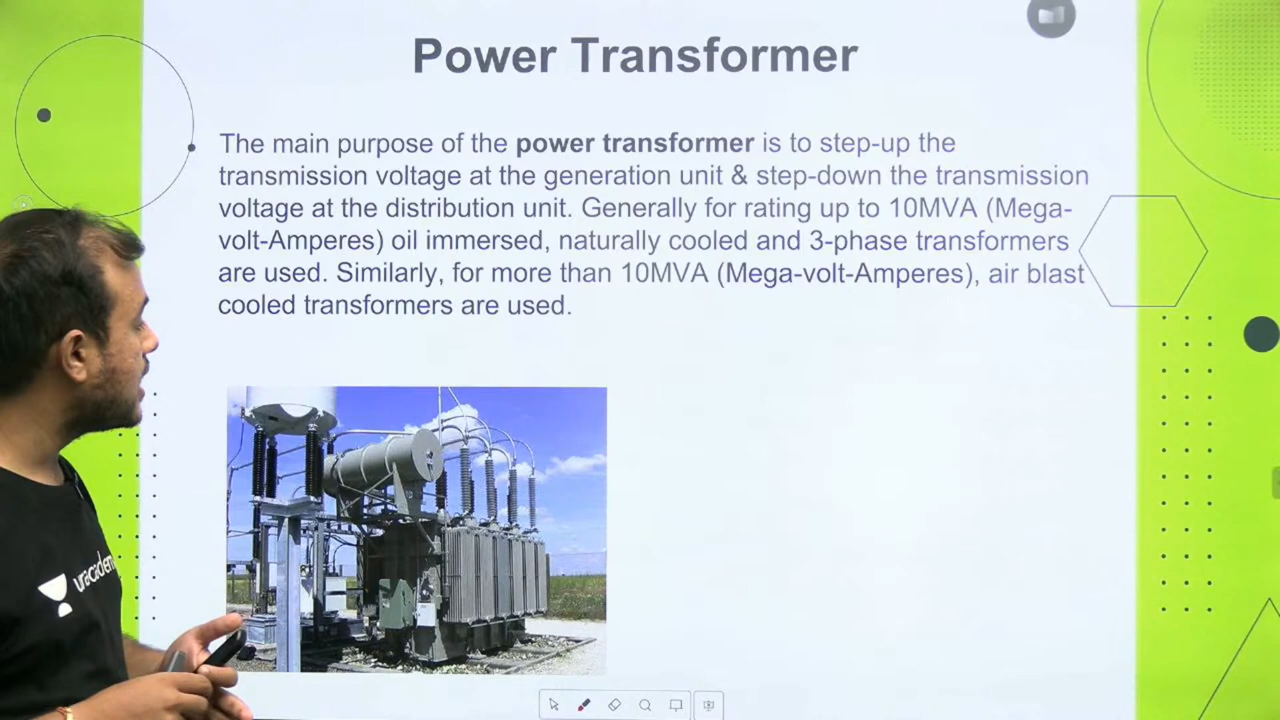 Power Transformer
The main purpose of the power transformer is to step-up the
transmission voltage at the generation unit & step-down the transmission
voltage at the distribution unit. Generally for rating up to 10MVA (Mega-
volt-Amperes) oil immersed, naturally cooled and 3-phase transformers
are used. Similarly, for more than 10MVA (Mega-volt-Amperes), air blast
cooled transformers are used.
unacadem